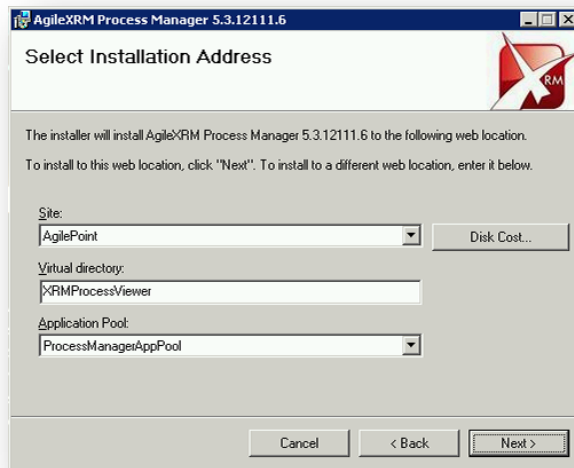 AgileXRM Process Manager 5.3.12111.6
Select Installation Address
XRM
The installer will install AgileXRM Process Manager 5.3.12111.6 to the following web location.
To install to this web location, click "Next". To install to a different web location, enter it below.
Site:
AgilePoint
Disk Cost...
Virtual directory:
XRMProcessViewer
Application Pool:
ProcessManagerAppPool
Cancel
< Back
Next >